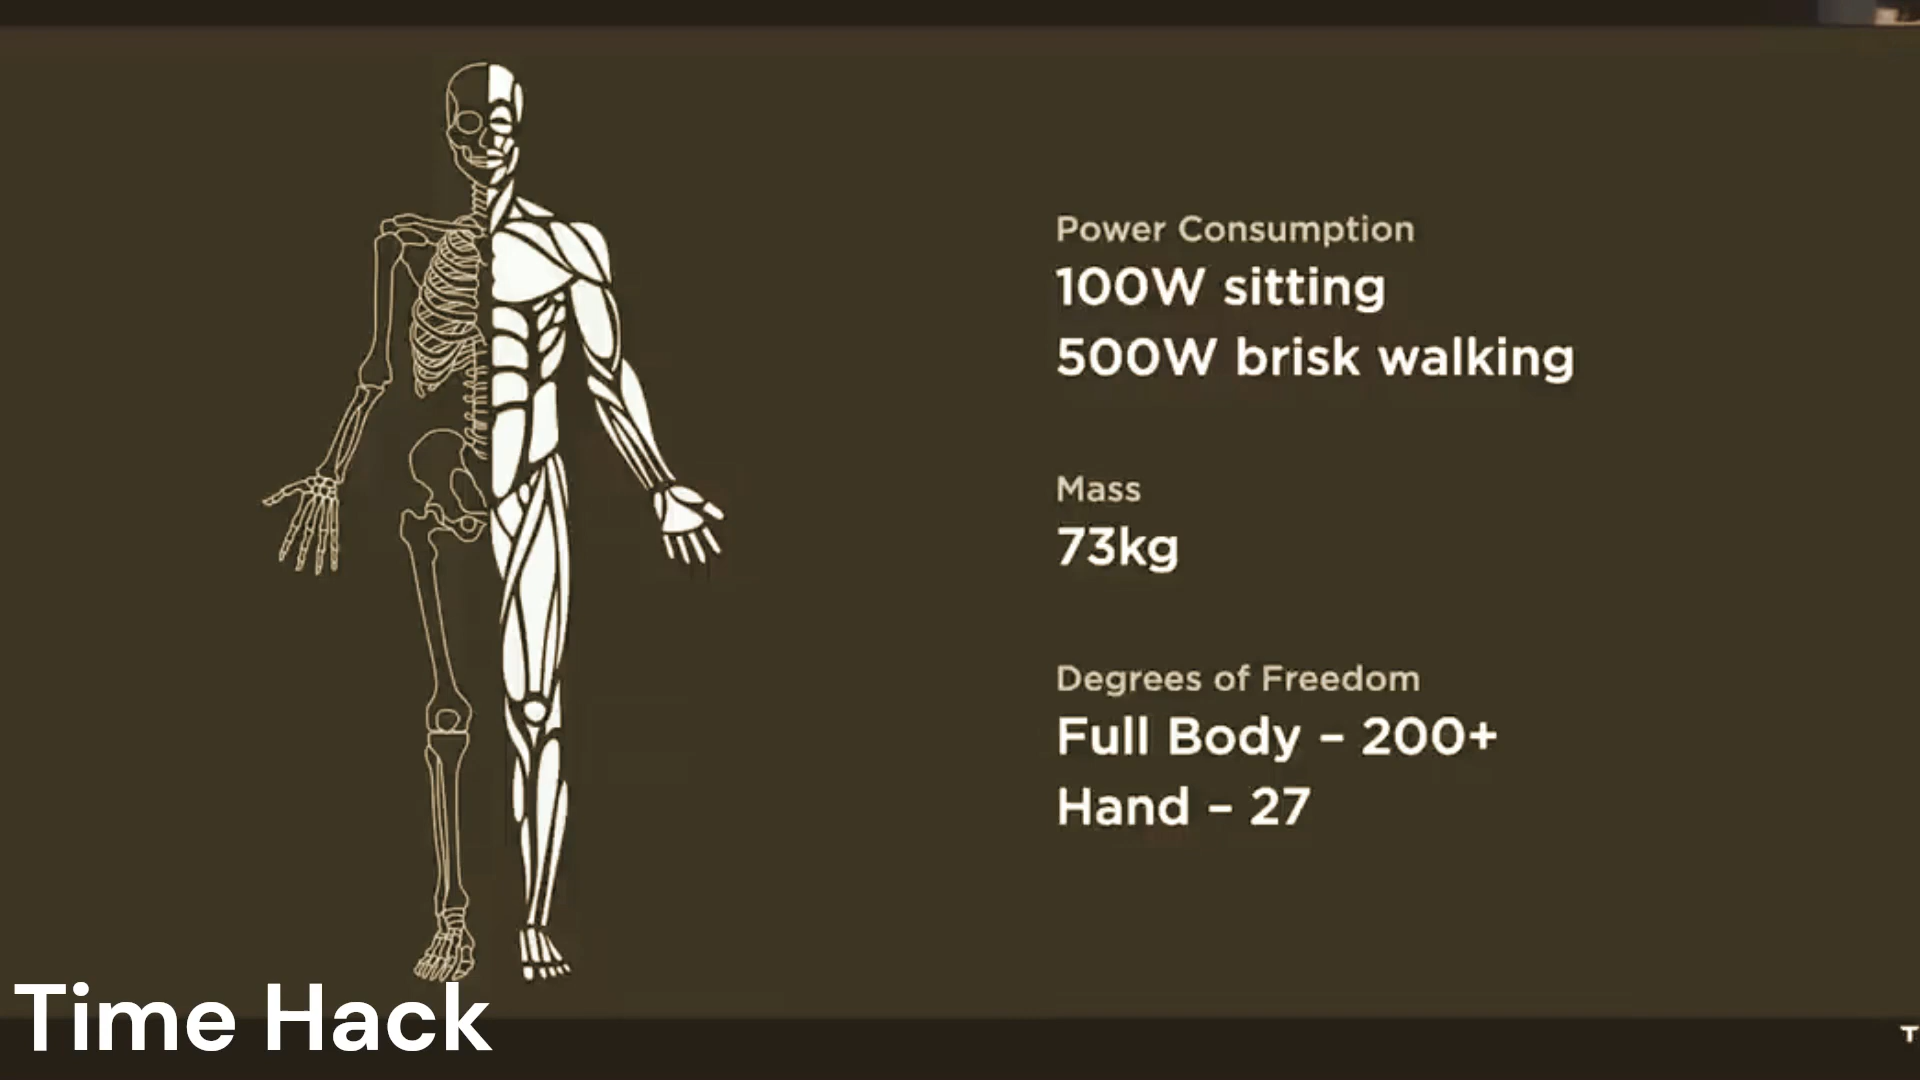 Power Consumption
100W sitting
500W brisk walking
Mass
73kg
Degrees of Freedom
Full Body – 200+
Hand – 27
Time Hack
T